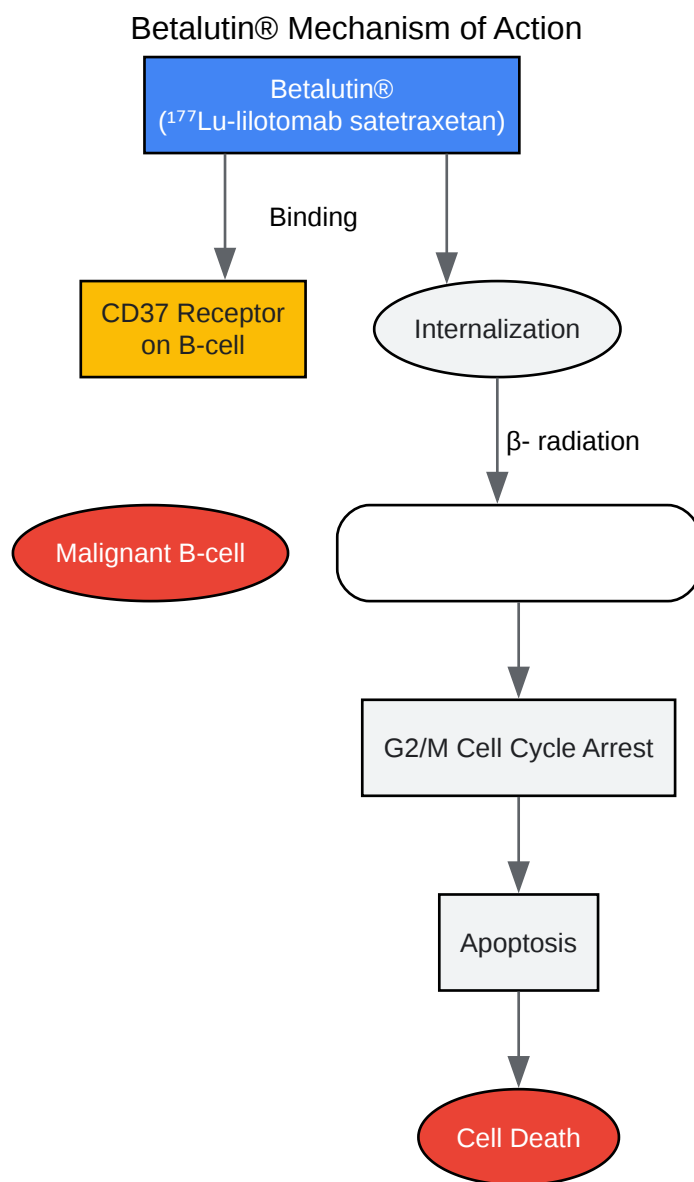 Betalutin® Mechanism of Action
Betalutin®
(¹⁷⁷Lu-lilotomab satetraxetan)
Binding
CD37 Receptor
on B-cell
Internalization
β- radiation
Malignant B-cell
G2/M Cell Cycle Arrest
Apoptosis
Cell Death